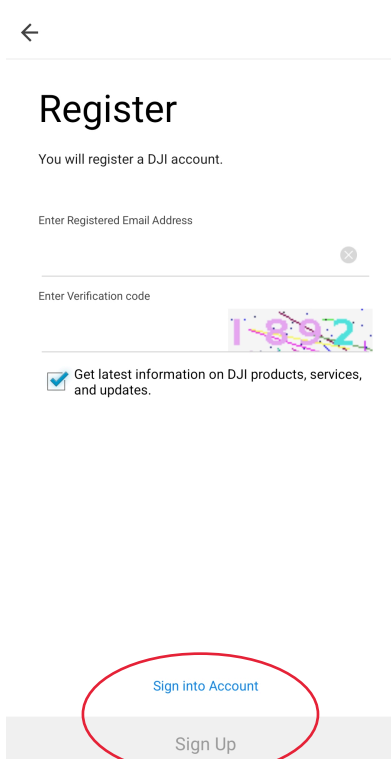 Register
You will register a DJI account.
Enter Registered Email Address
Enter Verification code
1892
Get latest information on DJI products, services,
and updates.
Sign into Account
Sign Up